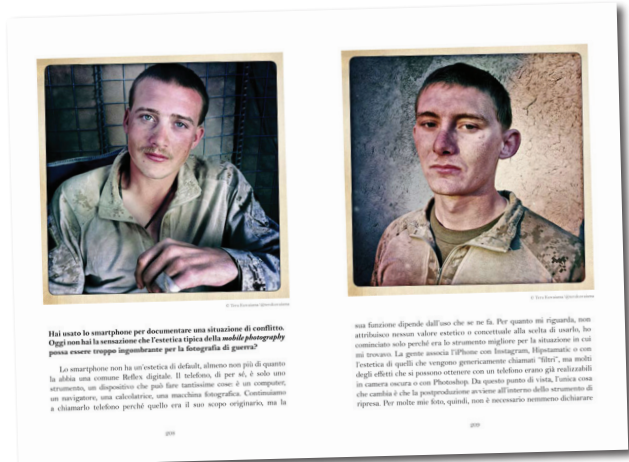 Hai usato lo smartphone per documentare una situazione di conflitto.
Oggi non hai la sensazione che l'estetica tipica della mobile photography
possa essere troppo ingombrante per la fotografia di guerra?
Lo smartphone non ha un'estetica di default, almeno non più di quanto
la abbia una comune Reflex digitale. Il telefono, di per sé, è solo uno
strumento, un dispositivo che può fare tantissime cose: è un computer,
un navigatore, una calcolatrice, una macchina fotografica. Continuiamo
a chiamarlo telefono perché quello era il suo scopo originario, ma la
sua funzione dipende dall'uso che se ne fa. Per quanto mi riguarda, non
attribuisco nessun valore estetico o concettuale alla scelta di usarlo, ho
cominciato solo perché era lo strumento migliore per la situazione in cui
mi trovavo. La gente associa l'iPhone con Instagram, Hipstamatic o con
l'estetica di quelli che vengono genericamente chiamati "filtri", ma molti
degli effetti che si possono ottenere con un telefono erano già realizzabili
in camera oscura o con Photoshop. Da questo punto di vista, l'unica cosa
che cambia è che la postproduzione avviene all'interno dello strumento di
ripresa. Per molte mie foto, quindi, non è necessario nemmeno dichiarare